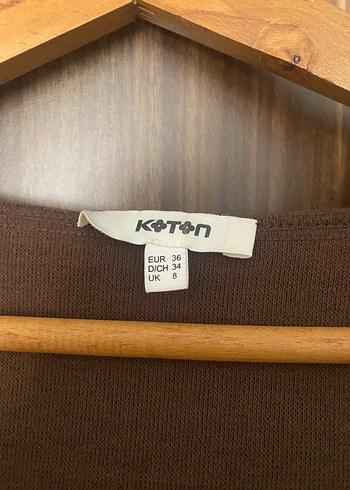 KOTON
EUR 36
D/CH 34
UK 8